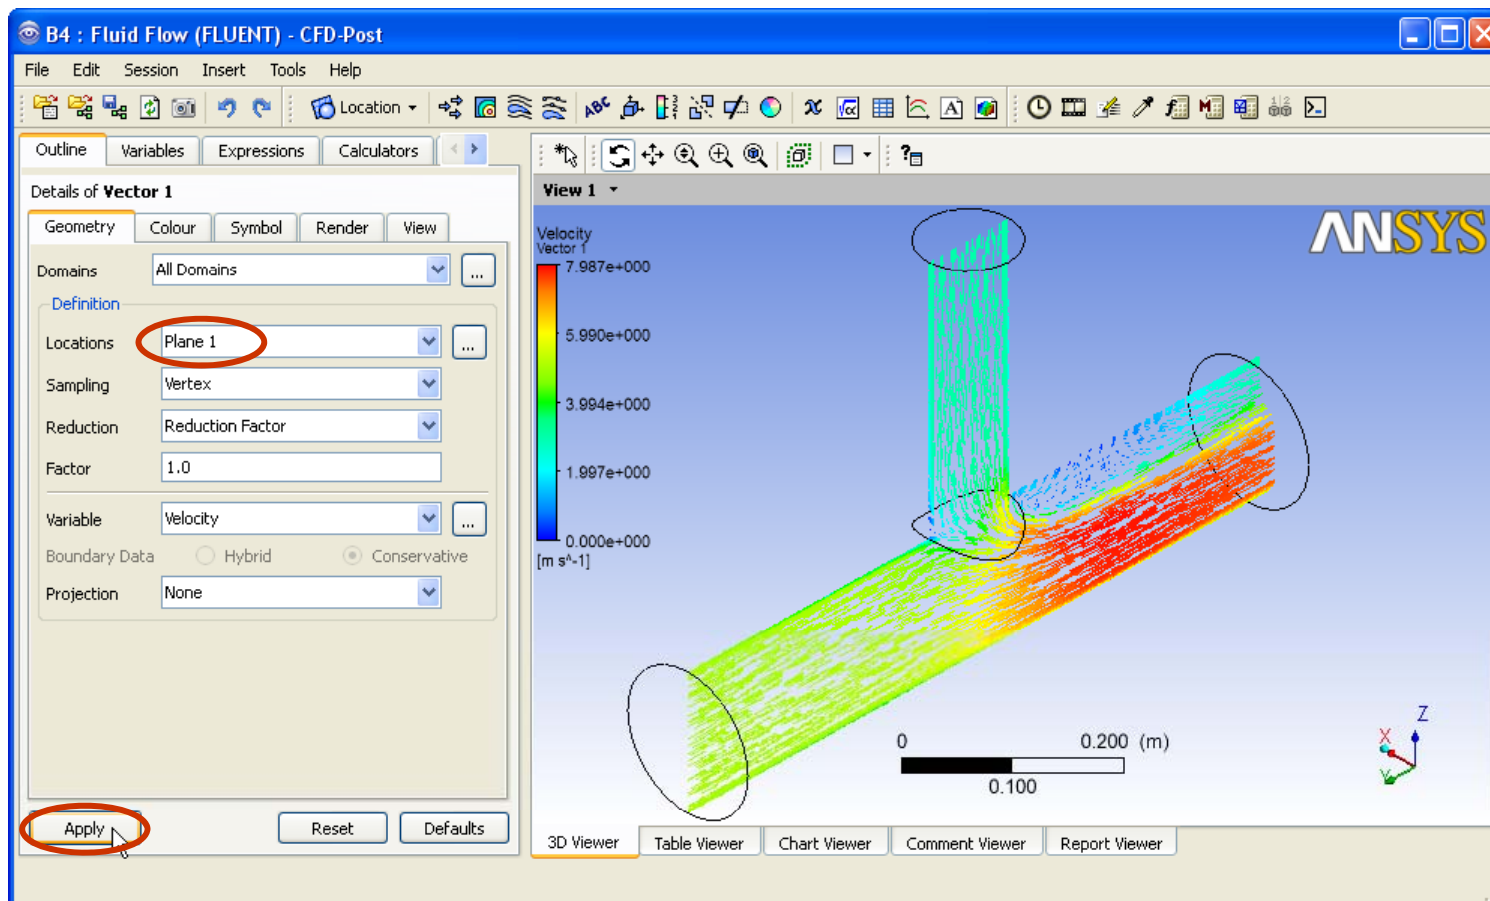 B4 : Fluid Flow (FLUENT) - CFD-Post
File Edit Session Insert Tools Help
Location
Outline Variables Expressions Calculators
Details of Vector 1
Geometry Colour Symbol Render View
Domains All Domains ...
Definition
Locations Plane 1 ...
Sampling Vertex
Reduction Reduction Factor
Factor 1.0
Variable Velocity ...
Boundary Data Hybrid Conservative
Projection None
Apply Reset Defaults
View 1
Velocity
Vector 1
7.987e+000
5.990e+000
3.994e+000
1.997e+000
0.000e+000
[m s^-1]
ANSYS
0 0.200 (m)
0.100
Z
X
Y
3D Viewer Table Viewer Chart Viewer Comment Viewer Report Viewer